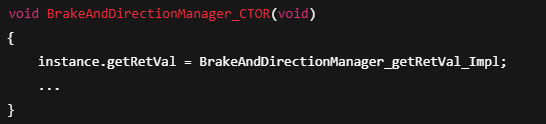 void BrakeAndDirectionManager_CTOR(void)
{
    instance.getRetVal = BrakeAndDirectionManager_getRetVal_Impl;
    ...
}